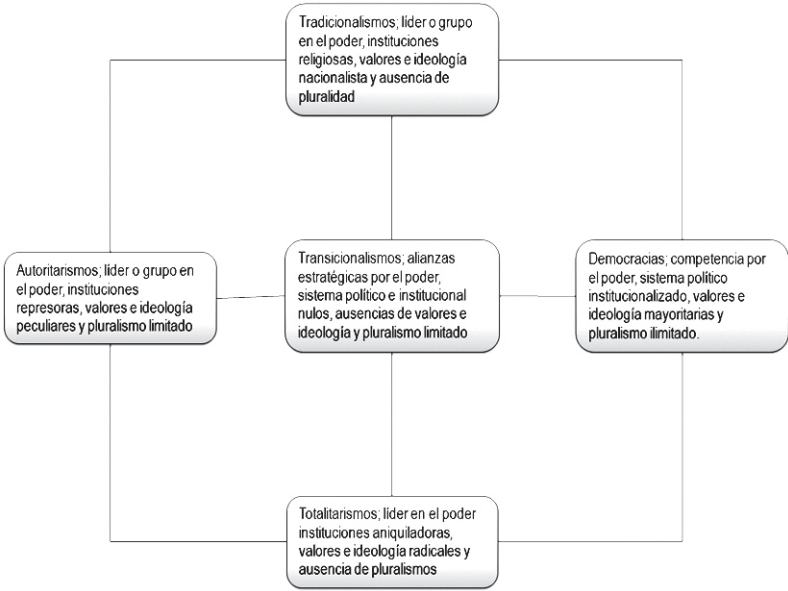 Tradicionalismos; líder o grupo
en el poder, instituciones
religiosas, valores e ideología
nacionalista y ausencia de
pluralidad
Autoritarismos; líder o grupo en
el poder, instituciones
represoras, valores e ideología
peculiares y pluralismo limitado
Transicionalismos; alianzas
estratégicas por el poder,
sistema político e institucional
nulos, ausencias de valores e
ideología y pluralismo limitado
Democracias; competencia por
el poder, sistema político
institucionalizado, valores e
ideología mayoritarias y
pluralismo ilimitado.
Totalitarismos; líder en el poder
instituciones aniquiladoras,
valores e ideología radicales y
ausencia de pluralismos